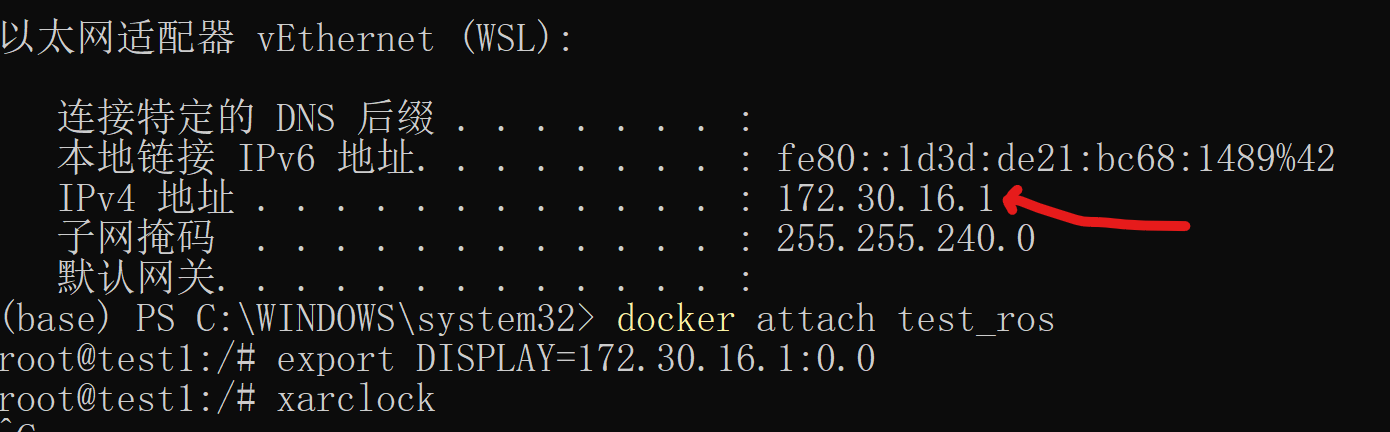 以太网适配器 vEthernet (WSL):
连接特定的 DNS 后缀 . . . . . . . :
本地链接 IPv6 地址. . . . . . . . : fe80::1d3d:de21:bc68:1489%42
IPv4 地址 . . . . . . . . . . . . : 172.30.16.1
子网掩码  . . . . . . . . . . . . : 255.255.240.0
默认网关. . . . . . . . . . . . . :
(base) PS C:\WINDOWS\system32> docker attach test_ros
root@test1:/# export DISPLAY=172.30.16.1:0.0
root@test1:/# xarclock
^C